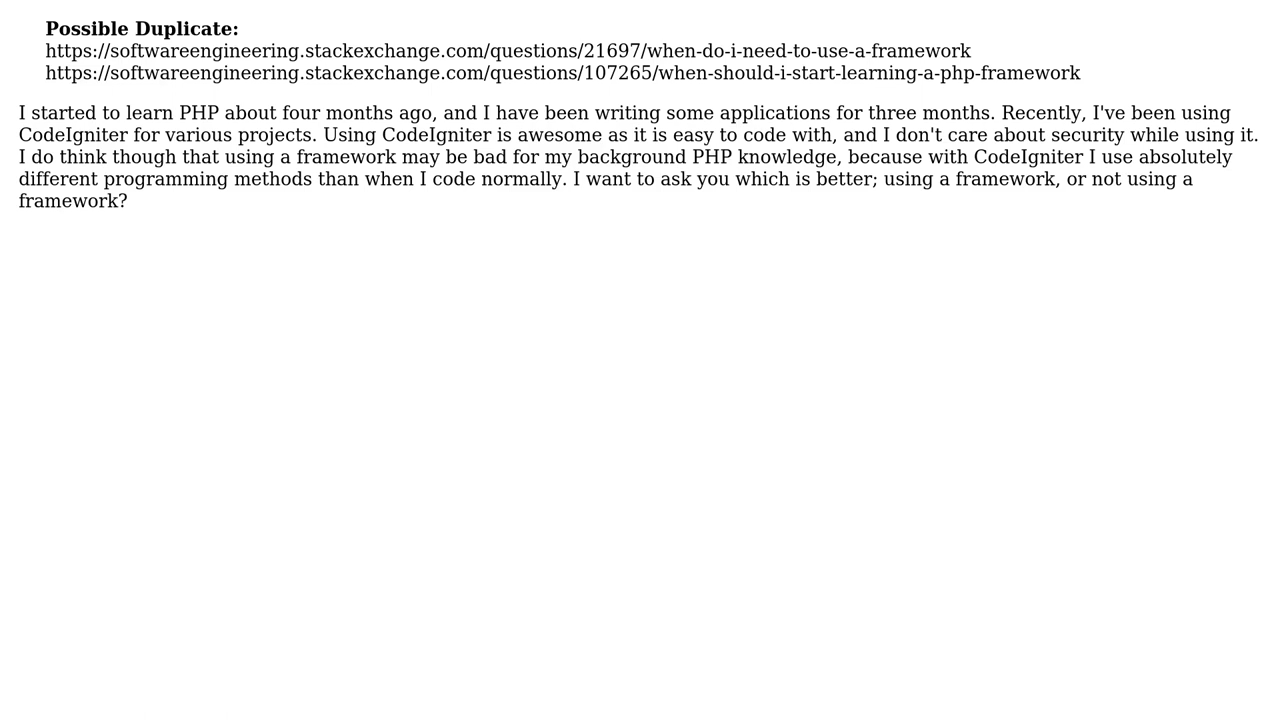 Possible Duplicate:
https://softwareengineering.stackexchange.com/questions/21697/when-do-i-need-to-use-a-framework
https://softwareengineering.stackexchange.com/questions/107265/when-should-i-start-learning-a-php-framework
I started to learn PHP about four months ago, and I have been writing some applications for three months. Recently, I've been using
CodeIgniter for various projects. Using CodeIgniter is awesome as it is easy to code with, and I don't care about security while using it.
I do think though that using a framework may be bad for my background PHP knowledge, because with CodeIgniter I use absolutely
different programming methods than when I code normally. I want to ask you which is better; using a framework, or not using a
framework?